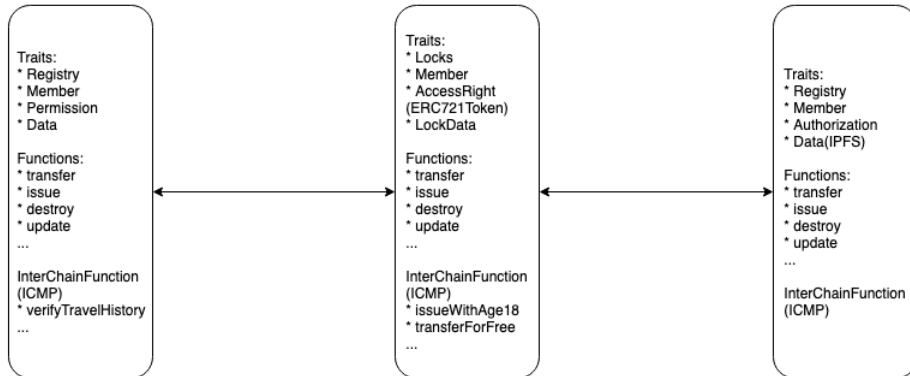 Traits:
* Registry
* Member
* Permission
* Data
Functions:
* transfer
* issue
* destroy
* update
...
InterChainFunction
(ICMP)
* verifyTravelHistory
...
Traits:
* Locks
* Member
* AccessRight
(ERC721Token)
* LockData
Functions:
* transfer
* issue
* destroy
* update
...
InterChainFunction
(ICMP)
* issueWithAge18
* transferForFree
...
Traits:
* Registry
* Member
* Authorization
* Data(IPFS)
Functions:
* transfer
* issue
* destroy
* update
...
InterChainFunction
(ICMP)